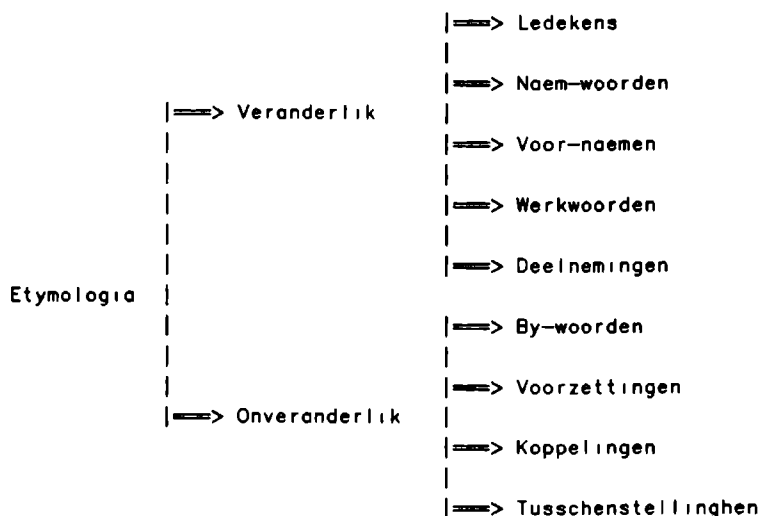 Ledekens
Naem-woorden
Veranderlik
Voor-naemen
Werkwoorden
Deelnemingen
Etymologia
By-woorden
Voorzettingen
Onveranderlik
Koppelingen
Tusschenstellinghen